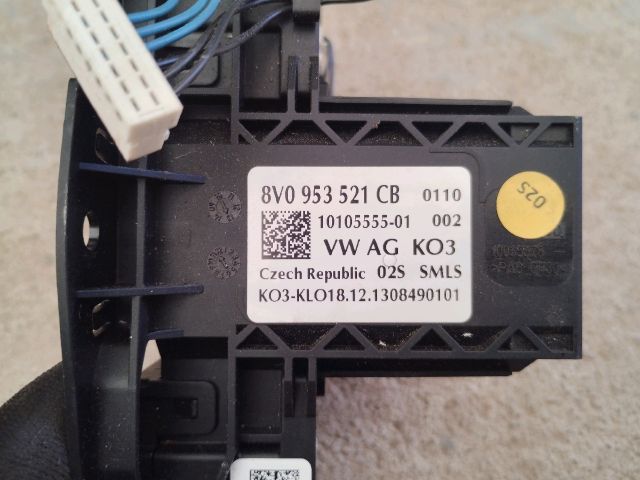 8V0 953 521 CB 0110
10105555-01 002
VW AG KO3
Czech Republic 02S SMLS
KO3-KLO18.12.1308490101
02S